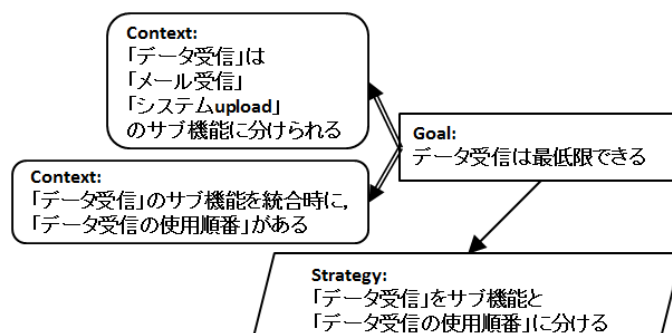 Context:
「データ受信」は
「メール受信」
「システムupload」
のサブ機能に分けられる
Goal:
データ受信は最低限できる
Context:
「データ受信」のサブ機能を統合時に,
「データ受信の使用順番」がある
Strategy:
「データ受信」をサブ機能と
「データ受信の使用順番」に分ける